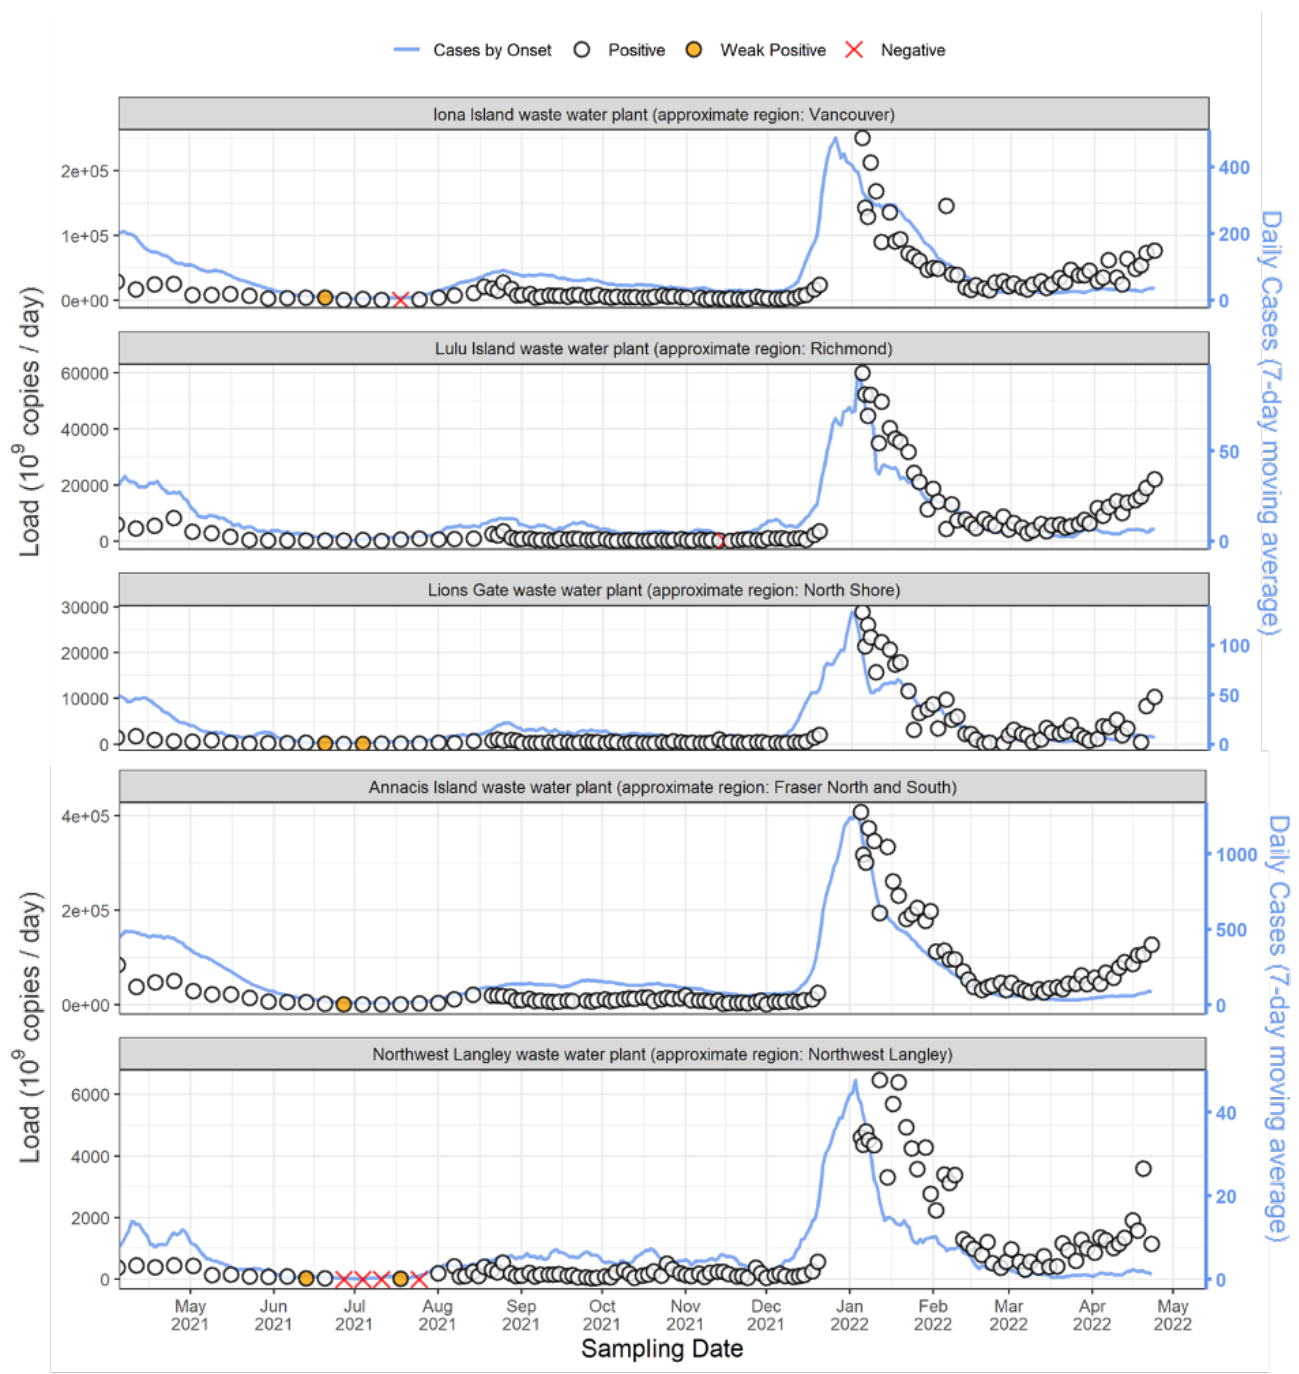 Cases by Onset Positive Weak Positive Negative
Iona Island waste water plant (approximate region: Vancouver)
2e+05
1e+05
0e+00
400
200
0
Lulu Island waste water plant (approximate region: Richmond)
60000
40000
20000
0
50
0
Lions Gate waste water plant (approximate region: North Shore)
30000
20000
10000
0
100
50
0
Load (10⁹ copies / day)
Daily Cases (7-day moving average)
Annacis Island waste water plant (approximate region: Fraser North and South)
4e+05
2e+05
0e+00
1000
500
0
Northwest Langley waste water plant (approximate region: Northwest Langley)
6000
4000
2000
0
40
20
0
Load (10⁹ copies / day)
Daily Cases (7-day moving average)
May Jun Jul Aug Sep Oct Nov Dec Jan Feb Mar Apr May
2021 2021 2021 2021 2021 2021 2021 2021 2022 2022 2022 2022 2022
Sampling Date